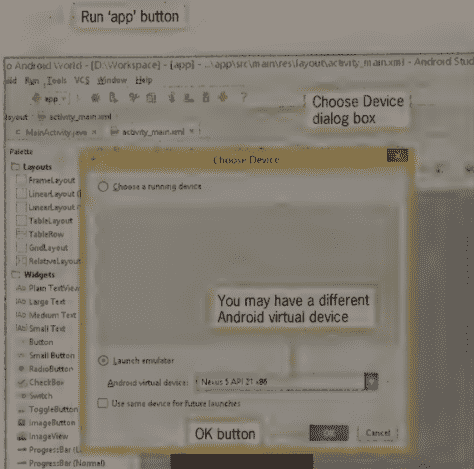 Run 'app' button
o Android World - [D:\Workspace] - [app] - ...\app\src\main\res\layout\activity_main.xml - Android Stud
Run Tools VCS Window Help
app
layout activity_main.xml
Choose Device
dialog box
MainActivity.java × activity_main.xml ×
Palette
Choose Device
Layouts
FrameLayout
LinearLayout (
LinearLayout (
TableLayout
TableRow
GridLayout
RelativeLayout
Widgets
Plain TextView
Large Text
Medium Text
Small Text
Button
Small Button
RadioButton
CheckBox
Switch
ToggleButton
ImageButton
ImageView
ProgressBar (L
ProgressBar (Normal)
Choose a running device
You may have a different
Android virtual device
Launch emulator
Android virtual device: Nexus 5 API 21 x86
Use same device for future launches
OK button
Cancel